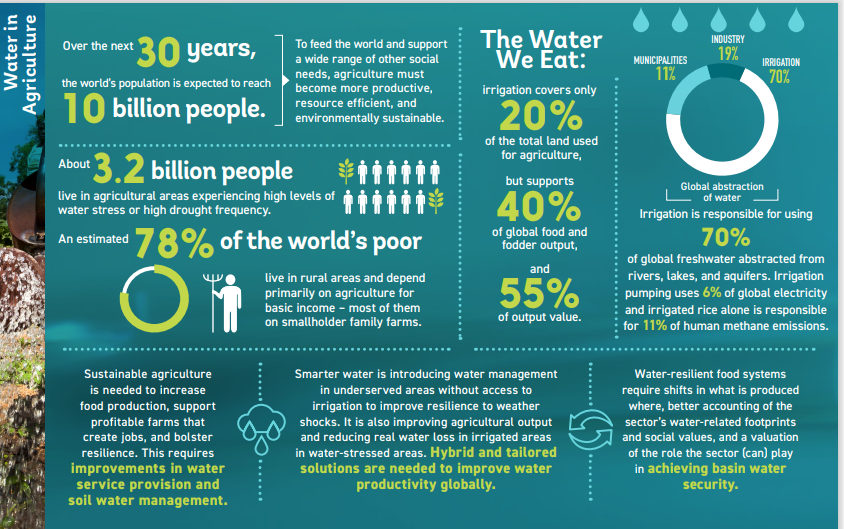 Water in
Agriculture
Over the next 30 years,
the world's population is expected to reach
10 billion people.
To feed the world and support
a wide range of other social
needs, agriculture must
become more productive,
resource efficient, and
environmentally sustainable.
About 3.2 billion people
live in agricultural areas experiencing high levels of
water stress or high drought frequency.
An estimated 78% of the world's poor
live in rural areas and depend
primarily on agriculture for
basic income – most of them
on smallholder family farms.
The Water
We Eat:
irrigation covers only
20%
of the total land used
for agriculture,
but supports
40%
of global food and
fodder output,
and
55%
of output value.
MUNICIPALITIES
11%
INDUSTRY
19%
IRRIGATION
70%
Global abstraction
of water
Irrigation is responsible for using
70%
of global freshwater abstracted from
rivers, lakes, and aquifers. Irrigation
pumping uses 6% of global electricity
and irrigated rice alone is responsible
for 11% of human methane emissions.
Sustainable agriculture
is needed to increase
food production, support
profitable farms that
create jobs, and bolster
resilience. This requires
improvements in water
service provision and
soil water management.
Smarter water is introducing water management
in underserved areas without access to
irrigation to improve resilience to weather
shocks. It is also improving agricultural output
and reducing real water loss in irrigated areas
in water-stressed areas. Hybrid and tailored
solutions are needed to improve water
productivity globally.
Water-resilient food systems
require shifts in what is produced
where, better accounting of the
sector's water-related footprints
and social values, and a valuation
of the role the sector (can) play
in achieving basin water
security.